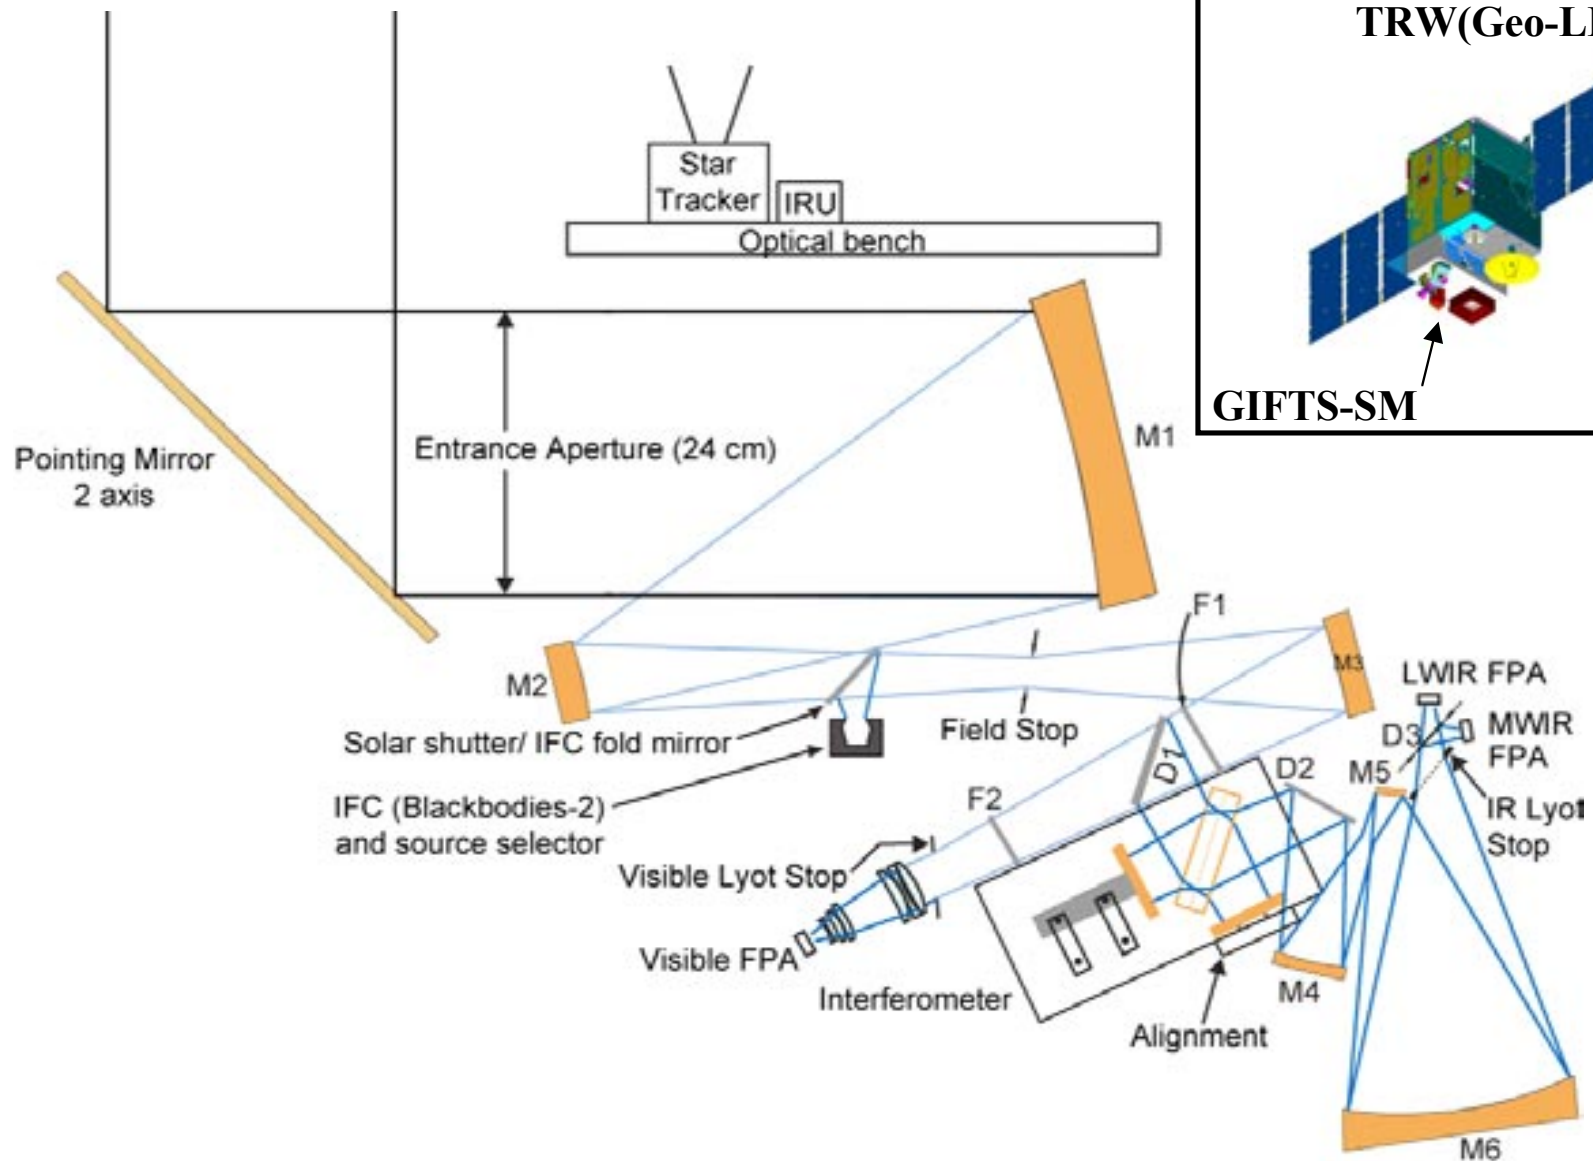 TRW(Geo-
Star
Tracker
IRU
Optical bench
GIFTS-SM
M1
Entrance Aperture (24 cm)
Pointing Mirror
2 axis
F1
M2
M3
LWIR FPA
Field Stop
Solar shutter/ IFC fold mirror
D3
MWIR
FPA
D1
D2
M5
IFC (Blackbodies-2)
and source selector
F2
IR Lyot
Stop
Visible Lyot Stop
Visible FPA
Interferometer
M4
Alignment
M6